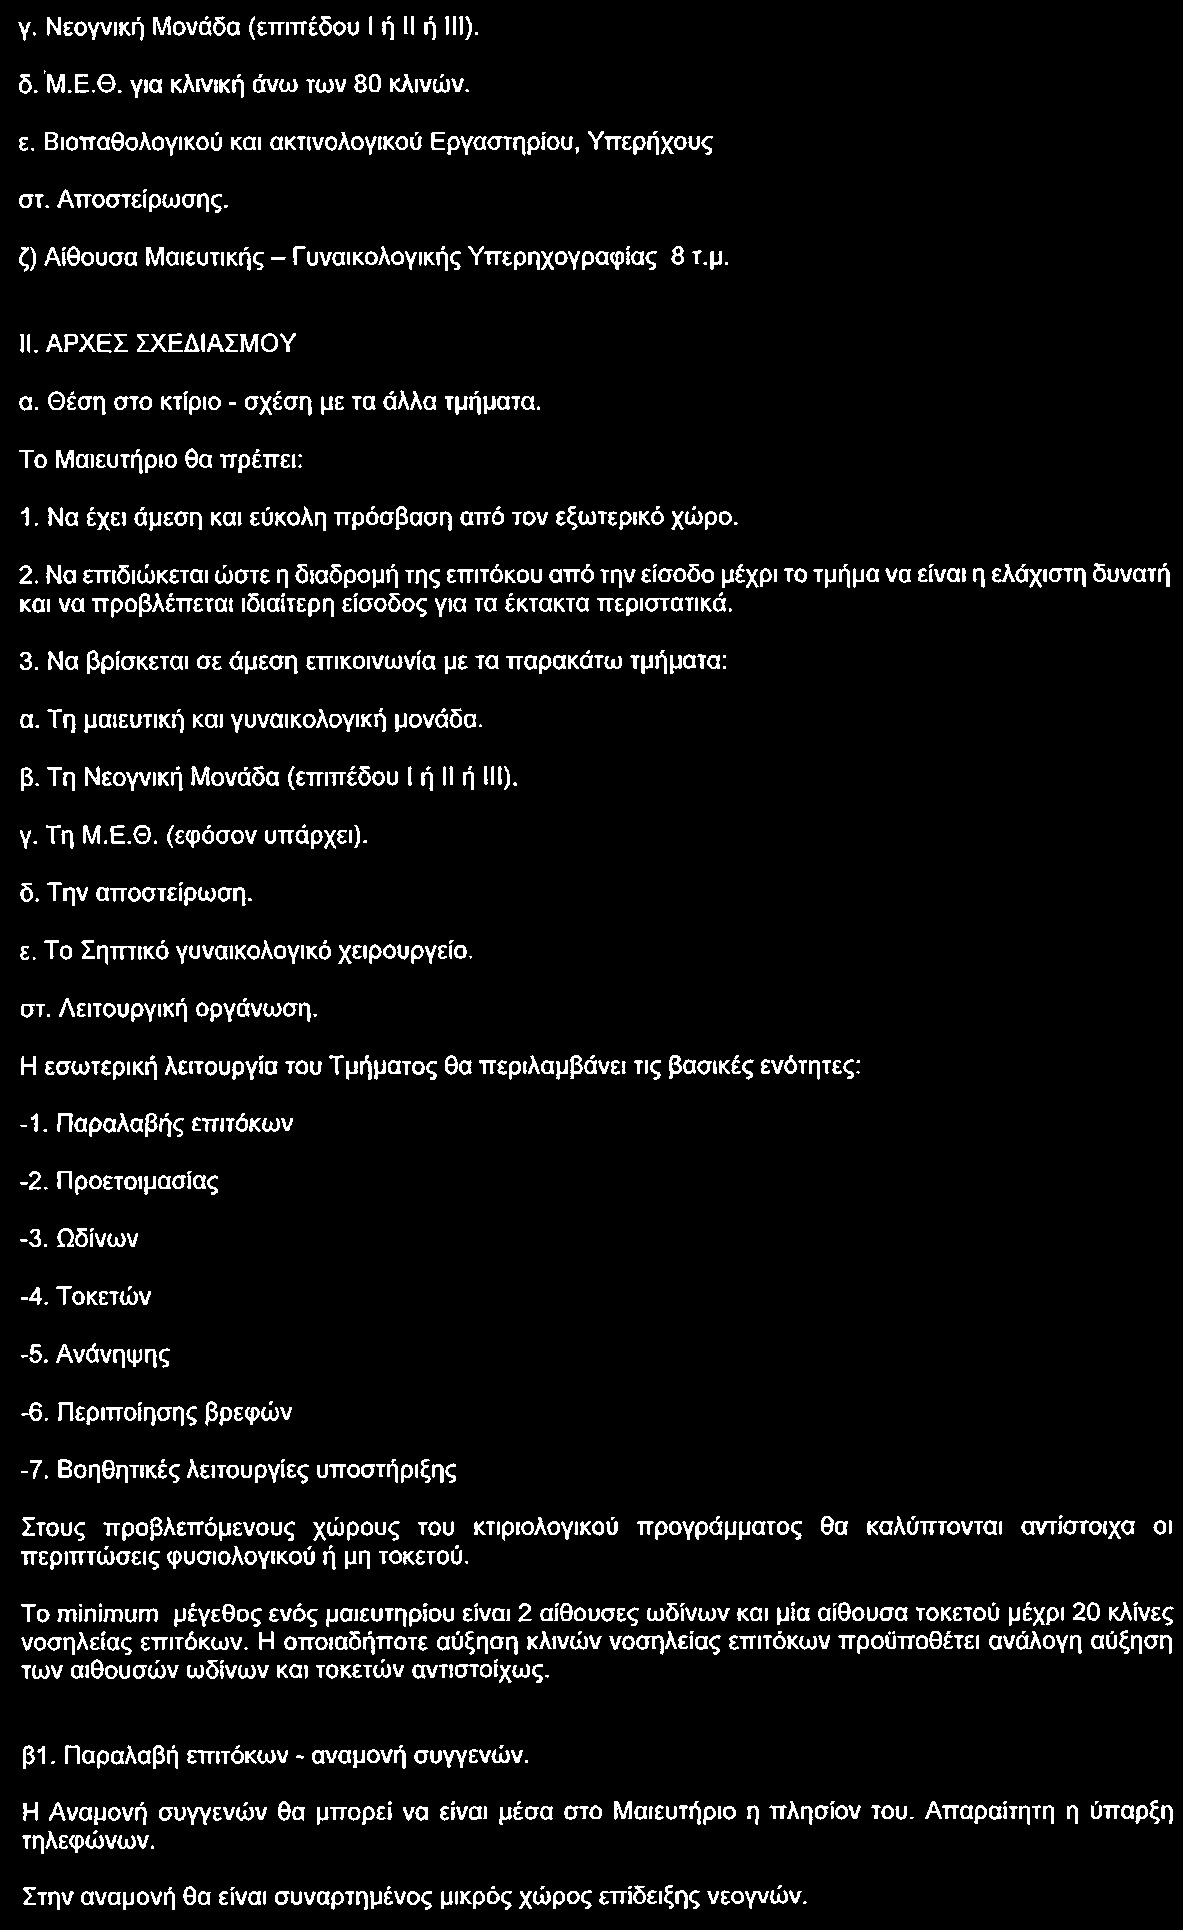 γ. Νεογνική Μονάδα (επιπέδου Ι ή ΙΙ ή ΙΙΙ).
δ. Μ.Ε.Θ. για κλινική άνω των 80 κλινών.
ε. Βιοπαθολογικού και ακτινολογικού Εργαστηρίου, Υπερήχους
στ. Αποστείρωσης.
ζ) Αίθουσα Μαιευτικής – Γυναικολογικής Υπερηχογραφίας 8 τ.μ.
ΙΙ. ΑΡΧΕΣ ΣΧΕΔΙΑΣΜΟΥ
α. Θέση στο κτίριο - σχέση με τα άλλα τμήματα.
Το Μαιευτήριο θα πρέπει:
1. Να έχει άμεση και εύκολη πρόσβαση από τον εξωτερικό χώρο.
2. Να επιδιώκεται ώστε η διαδρομή της επιτόκου από την είσοδο μέχρι το τμήμα να είναι η ελάχιστη δυνατή
και να προβλέπεται ιδιαίτερη είσοδος για τα έκτακτα περιστατικά.
3. Να βρίσκεται σε άμεση επικοινωνία με τα παρακάτω τμήματα:
α. Τη μαιευτική και γυναικολογική μονάδα.
β. Τη Νεογνική Μονάδα (επιπέδου Ι ή ΙΙ ή ΙΙΙ).
γ. Τη Μ.Ε.Θ. (εφόσον υπάρχει).
δ. Την αποστείρωση.
ε. Το Σηπτικό γυναικολογικό χειρουργείο.
στ. Λειτουργική οργάνωση.
Η εσωτερική λειτουργία του Τμήματος θα περιλαμβάνει τις βασικές ενότητες:
-1. Παραλαβής επιτόκων
-2. Προετοιμασίας
-3. Ωδίνων
-4. Τοκετών
-5. Ανάνηψης
-6. Περιποίησης βρεφών
-7. Βοηθητικές λειτουργίες υποστήριξης
Στους προβλεπόμενους χώρους του κτιριολογικού προγράμματος θα καλύπτονται αντίστοιχα οι
περιπτώσεις φυσιολογικού ή μη τοκετού.
Το minimum μέγεθος ενός μαιευτηρίου είναι 2 αίθουσες ωδίνων και μία αίθουσα τοκετού μέχρι 20 κλίνες
νοσηλείας επιτόκων. Η οποιαδήποτε αύξηση κλινών νοσηλείας επιτόκων προϋποθέτει ανάλογη αύξηση
των αιθουσών ωδίνων και τοκετών αντιστοίχως.
β1. Παραλαβή επιτόκων - αναμονή συγγενών.
Η Αναμονή συγγενών θα μπορεί να είναι μέσα στο Μαιευτήριο η πλησίον του. Απαραίτητη η ύπαρξη
τηλεφώνων.
Στην αναμονή θα είναι συναρτημένος μικρός χώρος επίδειξης νεογνών.